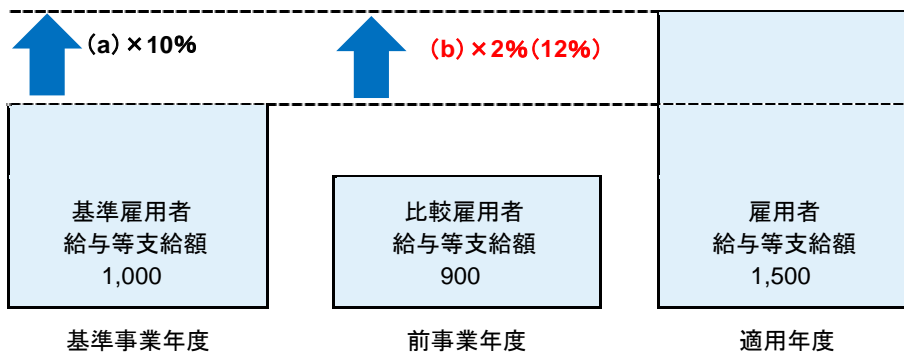 (a)×10%
(b)×2%(12%)
基準雇用者
給与等支給額
1,000
比較雇用者
給与等支給額
900
雇用者
給与等支給額
1,500
基準事業年度
前事業年度
適用年度